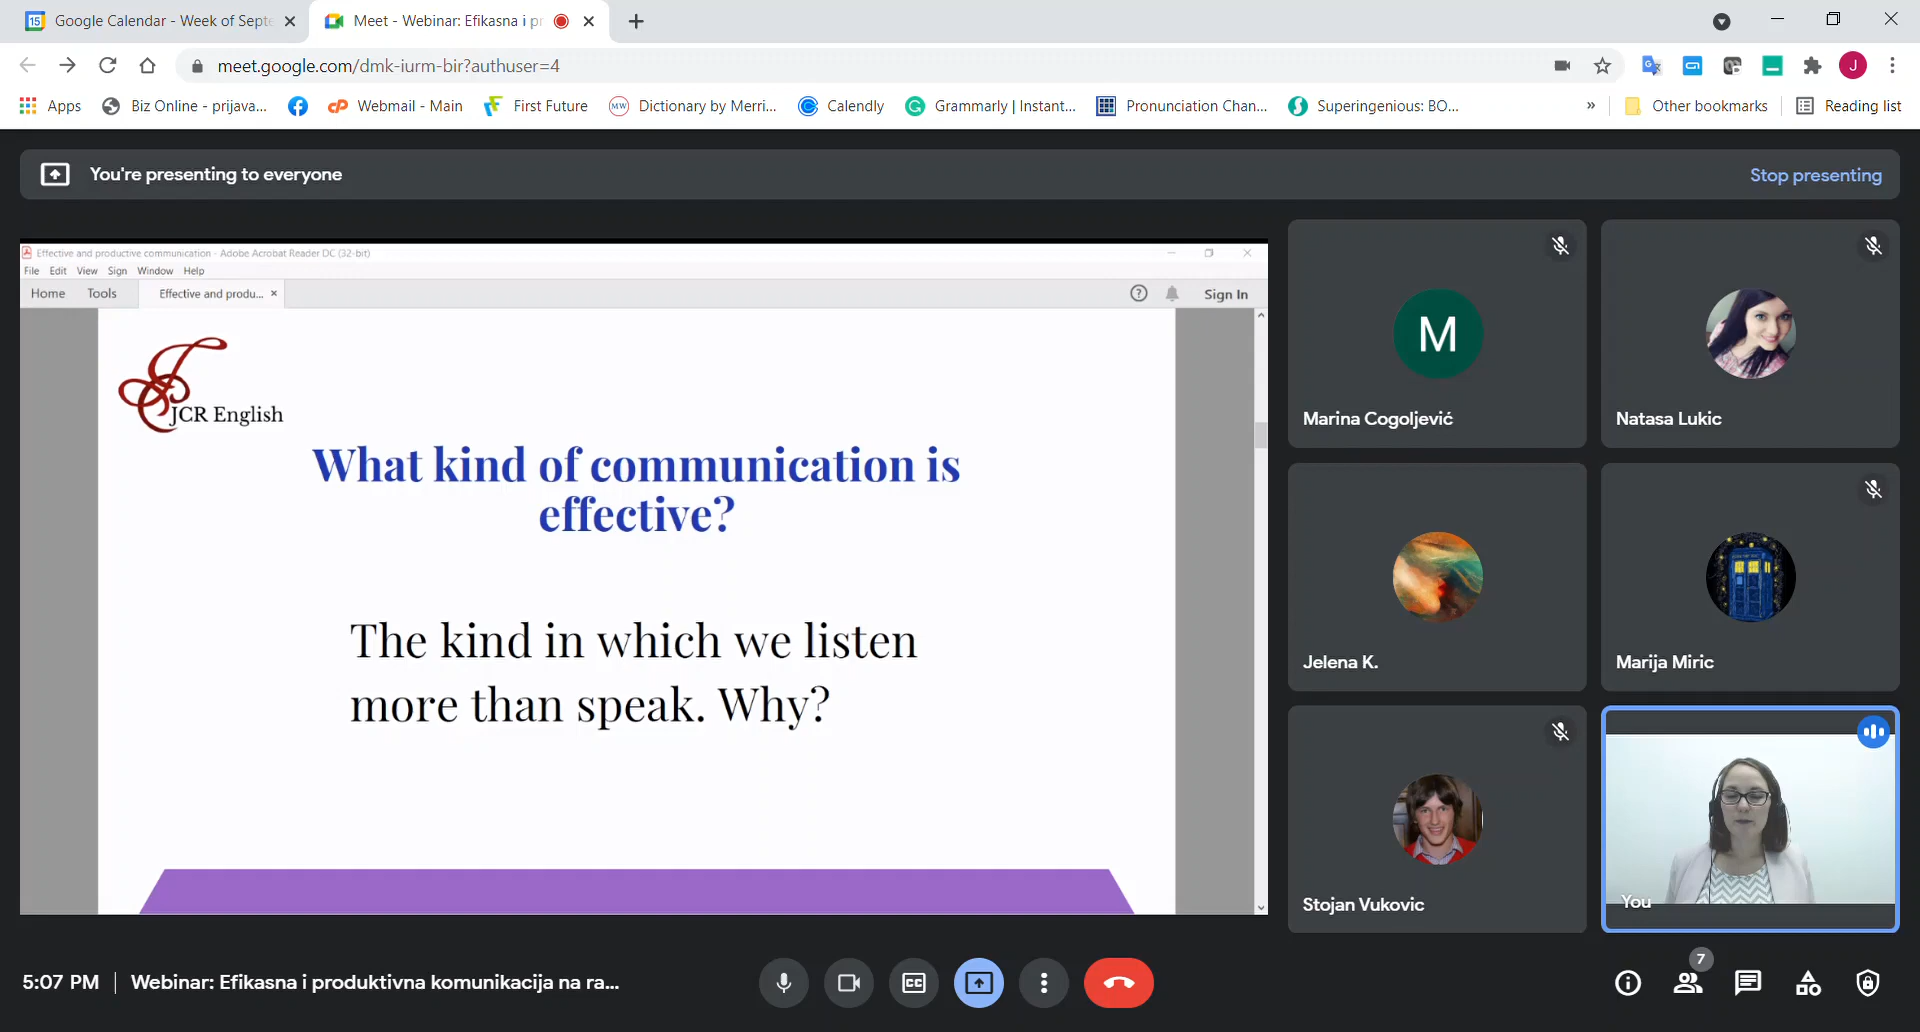 Google Calendar - Week of Septe
Meet - Webinar: Efikasna i pr
meet.google.com/dmk-iurm-bir?authuser=4
J
Apps
Biz Online - prijava...
Webmail - Main
First Future
MW
Dictionary by Merri...
Calendly
Grammarly | Instant...
Pronunciation Chan...
Superingenious: BO...
»
Other bookmarks
Reading list
You're presenting to everyone
Stop presenting
Effective and productive communication - Adobe Acrobat Reader DC (32-bit)
File Edit View Sign Window Help
Home
Tools
Effective and produ...
Sign In
JCR English
What kind of communication is
effective?
The kind in which we listen
more than speak. Why?
M
Marina Cogoljević
Natasa Lukic
Jelena K.
Marija Miric
Stojan Vukovic
You
5:07 PM
Webinar: Efikasna i produktivna komunikacija na ra...
CC
7